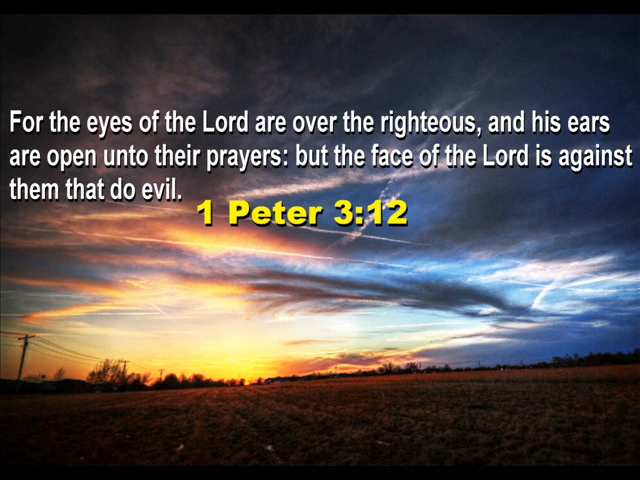 For the eyes of the Lord are over the righteous, and his ears
are open unto their prayers: but the face of the Lord is against
them that do evil.
1 Peter 3:12